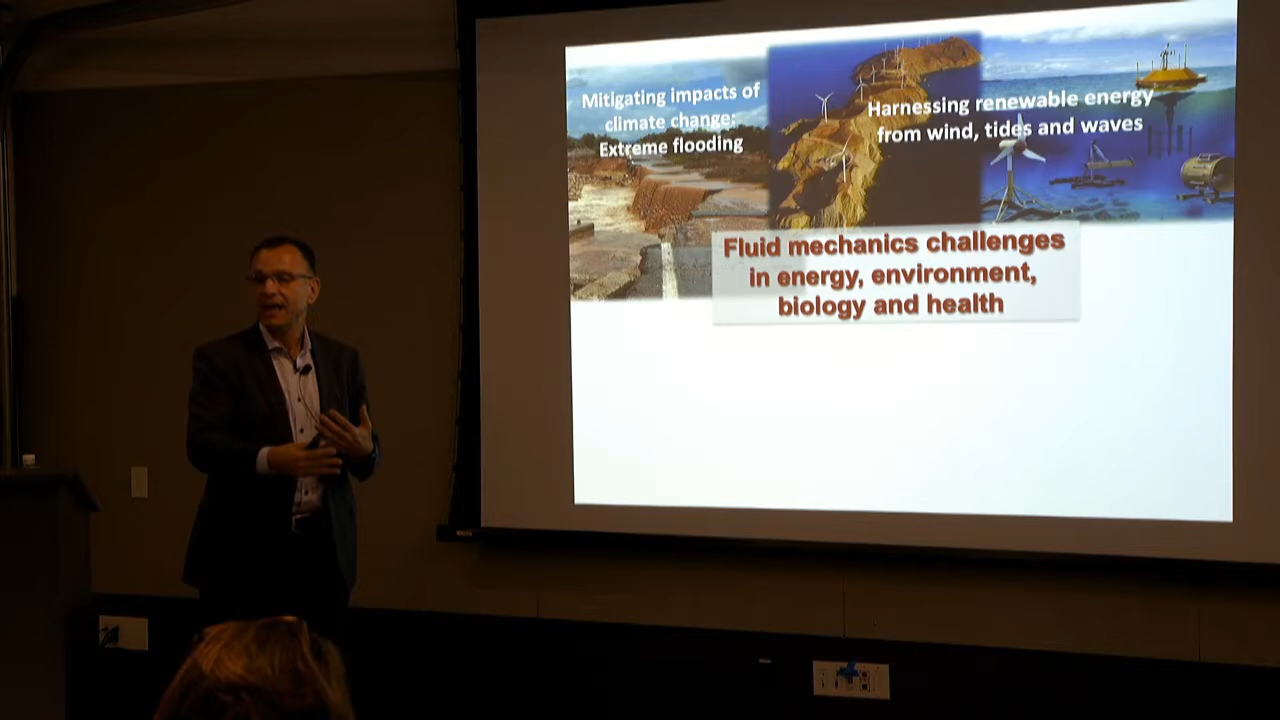 Mitigating impacts of
climate change:
Extreme flooding
Harnessing renewable energy
from wind, tides and waves
Fluid mechanics challenges
in energy, environment,
biology and health